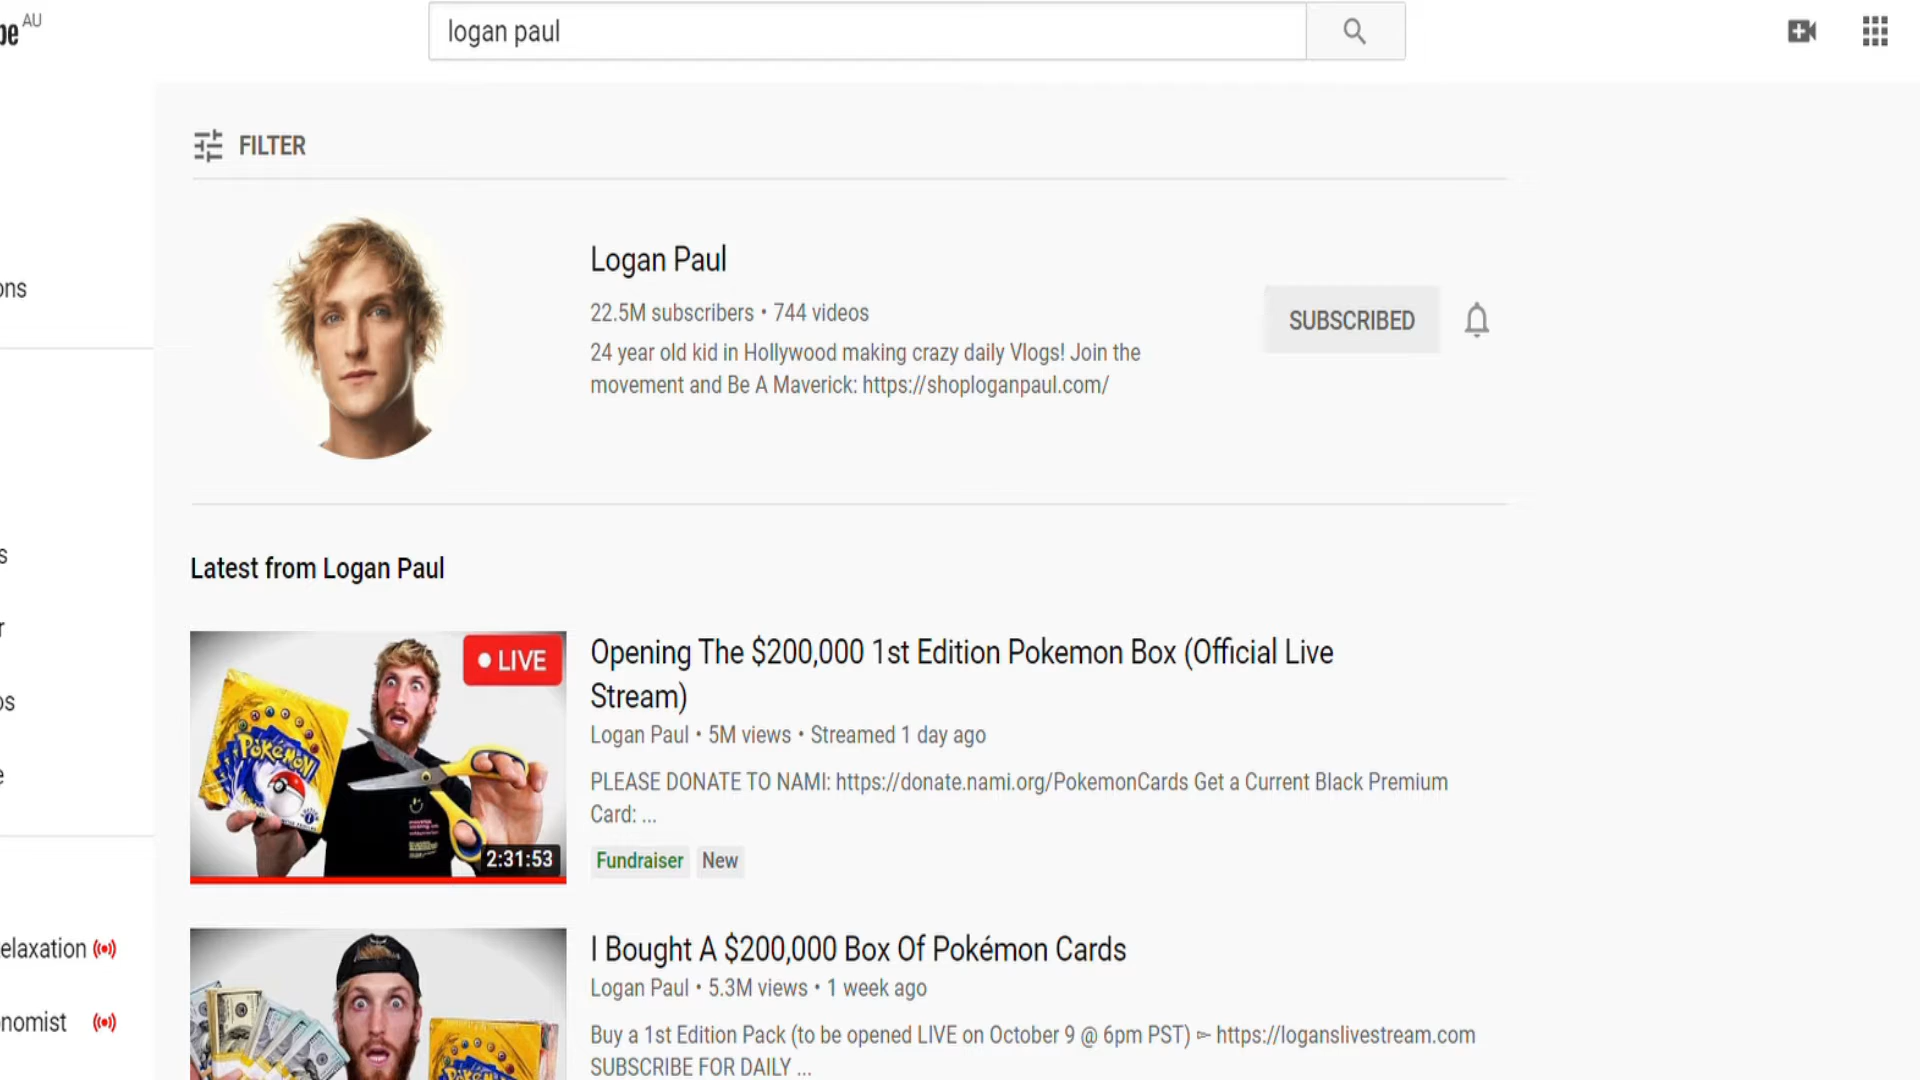 be AU
logan paul
FILTER
ons
Logan Paul
22.5M subscribers • 744 videos
24 year old kid in Hollywood making crazy daily Vlogs! Join the
movement and Be A Maverick: https://shoploganpaul.com/
SUBSCRIBED
s
Latest from Logan Paul
r
LIVE
Pokémon
2:31:53
Opening The $200,000 1st Edition Pokemon Box (Official Live
Stream)
Logan Paul • 5M views • Streamed 1 day ago
os
PLEASE DONATE TO NAMI: https://donate.nami.org/PokemonCards Get a Current Black Premium
Card: ...
e
Fundraiser New
elaxation
I Bought A $200,000 Box Of Pokémon Cards
Logan Paul • 5.3M views • 1 week ago
nomist
Buy a 1st Edition Pack (to be opened LIVE on October 9 @ 6pm PST) ➻ https://loganslivestream.com
SUBSCRIBE FOR DAILY ...
Pokémon